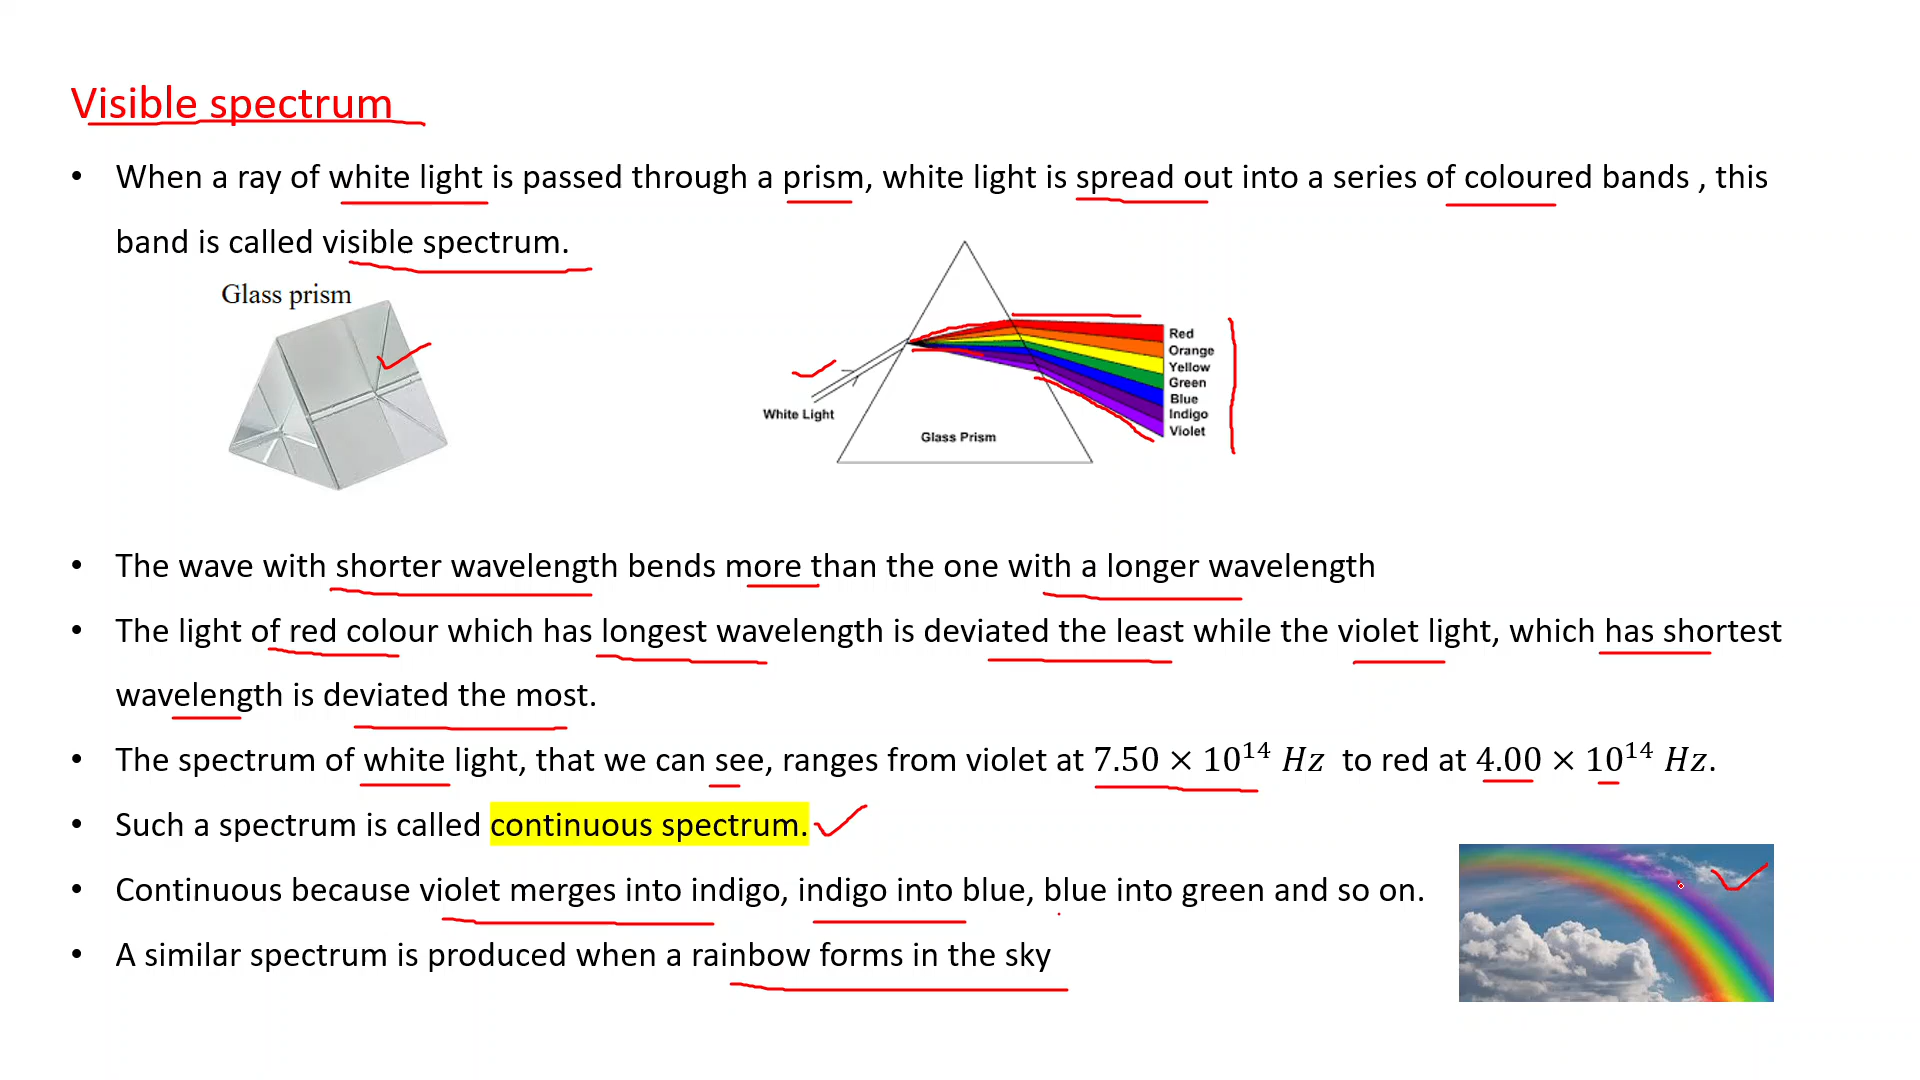 Visible spectrum
• When a ray of white light is passed through a prism, white light is spread out into a series of coloured bands , this
band is called visible spectrum.
Glass prism
White Light
Glass Prism
Red
Orange
Yellow
Green
Blue
Indigo
Violet
• The wave with shorter wavelength bends more than the one with a longer wavelength
• The light of red colour which has longest wavelength is deviated the least while the violet light, which has shortest
wavelength is deviated the most.
• The spectrum of white light, that we can see, ranges from violet at 7.50 × 10¹⁴ Hz to red at 4.00 × 10¹⁴ Hz.
• Such a spectrum is called continuous spectrum.
• Continuous because violet merges into indigo, indigo into blue, blue into green and so on.
• A similar spectrum is produced when a rainbow forms in the sky